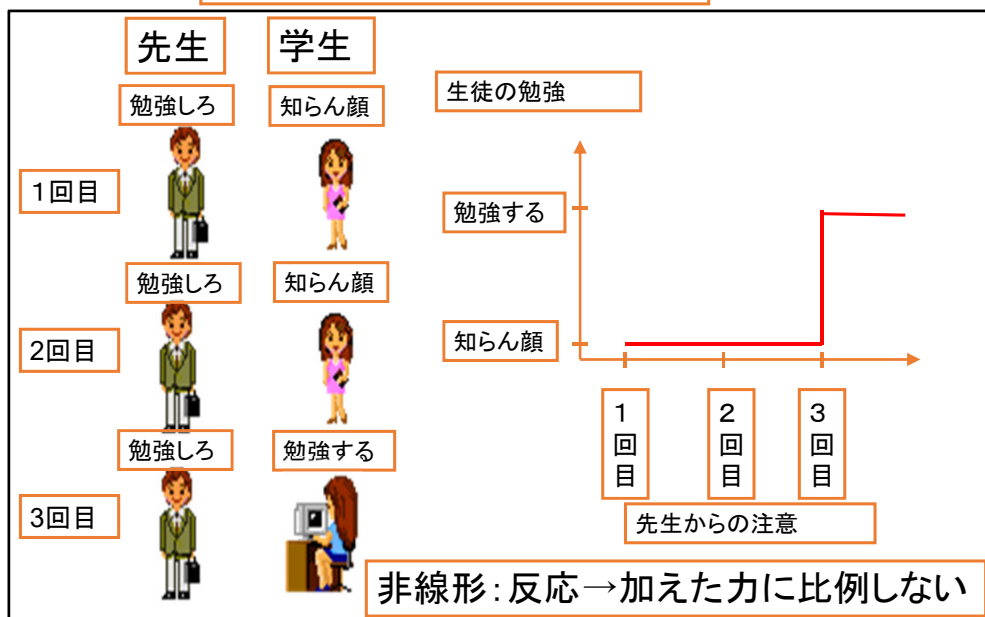 先生
学生
勉強しろ
知らん顔
1回目
勉強しろ
知らん顔
2回目
勉強しろ
勉強する
3回目
生徒の勉強
勉強する
知らん顔
1回目
2回目
3回目
先生からの注意
非線形：反応→加えた力に比例しない